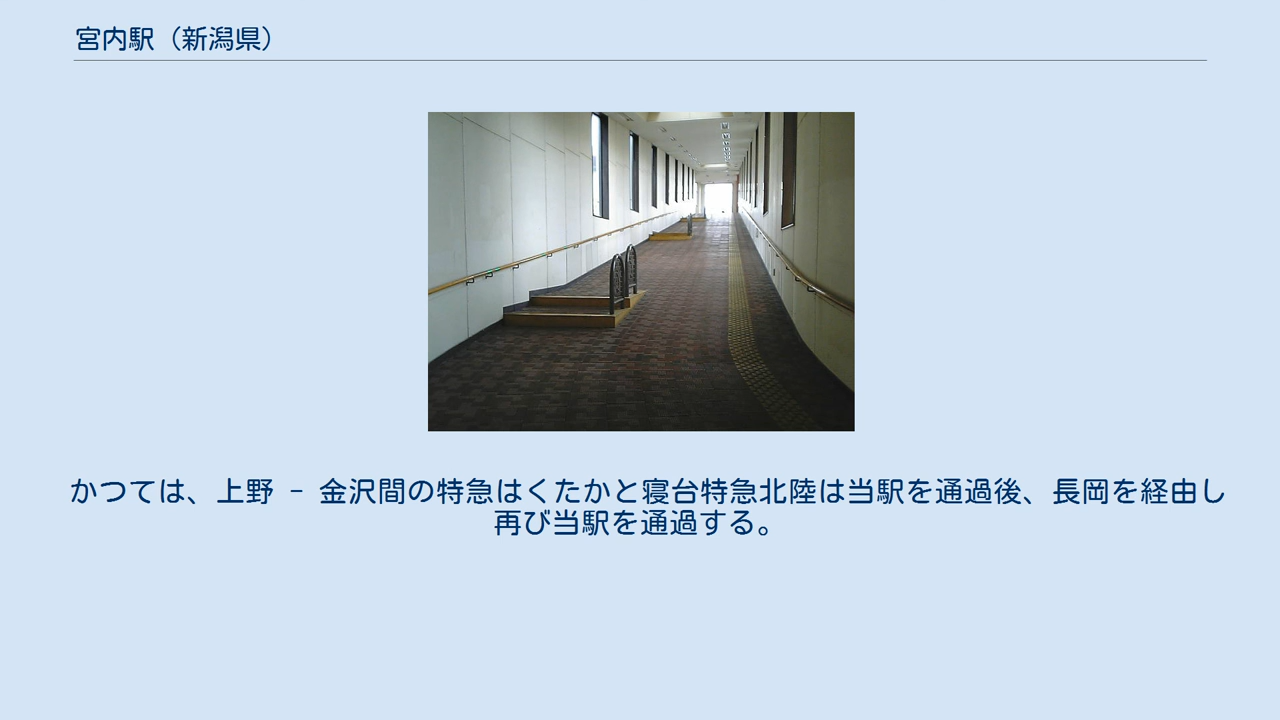 宮内駅（新潟県）
かつては、上野 － 金沢間の特急はくたかと寝台特急北陸は当駅を通過後、長岡を経由し
再び当駅を通過する。